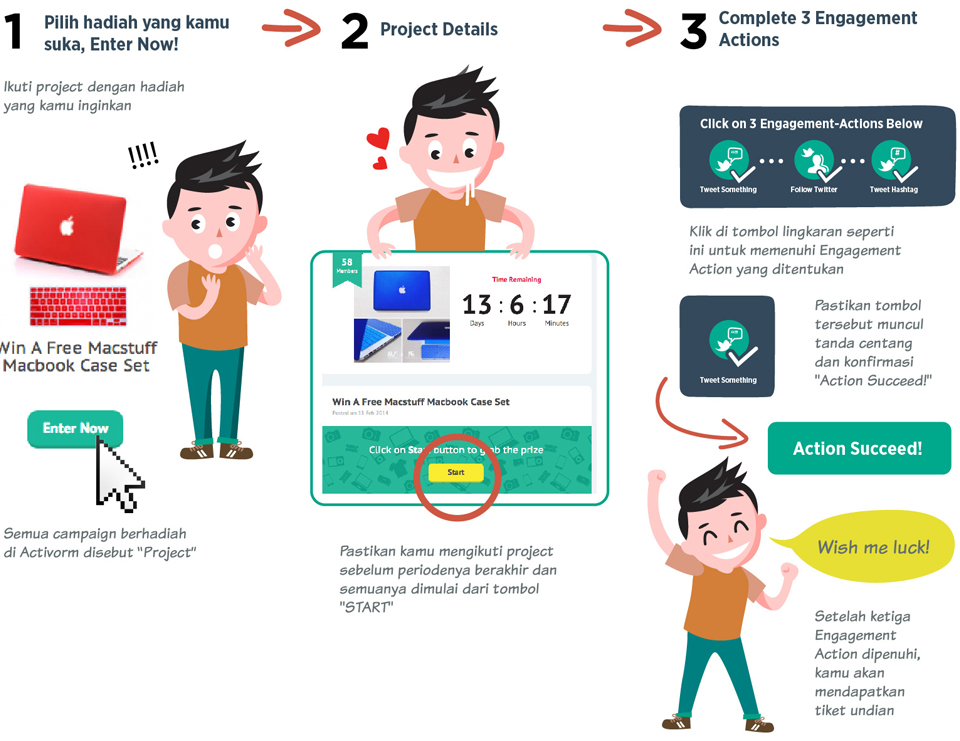 1 Pilih hadiah yang kamu
suka, Enter Now!
Ikuti project dengan hadiah
yang kamu inginkan
!!!!
Win A Free Macstuff
Macbook Case Set
Enter Now
Semua campaign berhadiah
di Activorm disebut "Project"
2 Project Details
58
Members
Time Remaining
13 : 6 : 17
Days Hours Minutes
Win A Free Macstuff Macbook Case Set
Posted on 11 Feb 2014
Click on Start button to grab the prize
Start
Pastikan kamu mengikuti project
sebelum periodenya berakhir dan
semuanya dimulai dari tombol
"START"
3 Complete 3 Engagement
Actions
Click on 3 Engagement-Actions Below
Tweet Something Follow Twitter Tweet Hashtag
Klik di tombol lingkaran seperti
ini untuk memenuhi Engagement
Action yang ditentukan
Tweet Something
Pastikan tombol
tersebut muncul
tanda centang
dan konfirmasi
"Action Succeed!"
Action Succeed!
Wish me luck!
Setelah ketiga
Engagement
Action dipenuhi,
kamu akan
mendapatkan
tiket undian